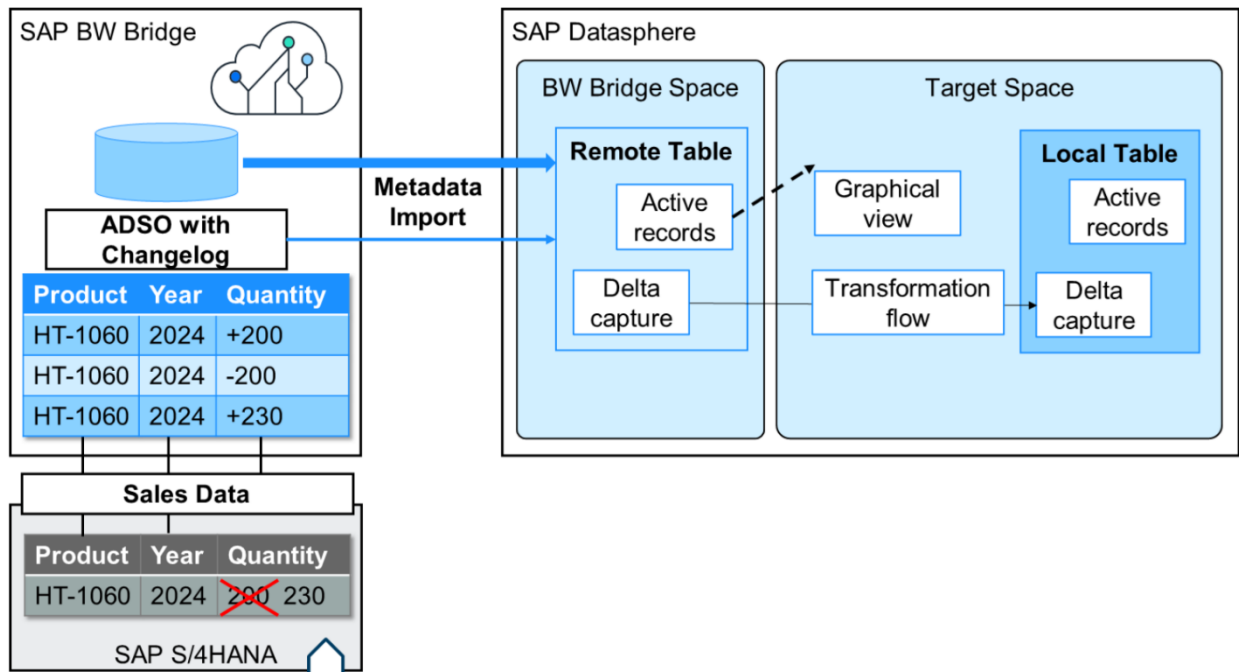 SAP BW Bridge
ADSO with
Changelog
Product Year Quantity
HT-1060 2024 +200
HT-1060 2024 -200
HT-1060 2024 +230
Sales Data
Product Year Quantity
HT-1060 2024 200 230
SAP S/4HANA
Metadata
Import
SAP Datasphere
BW Bridge Space
Remote Table
Active
records
Delta
capture
Target Space
Graphical
view
Transformation
flow
Local Table
Active
records
Delta
capture